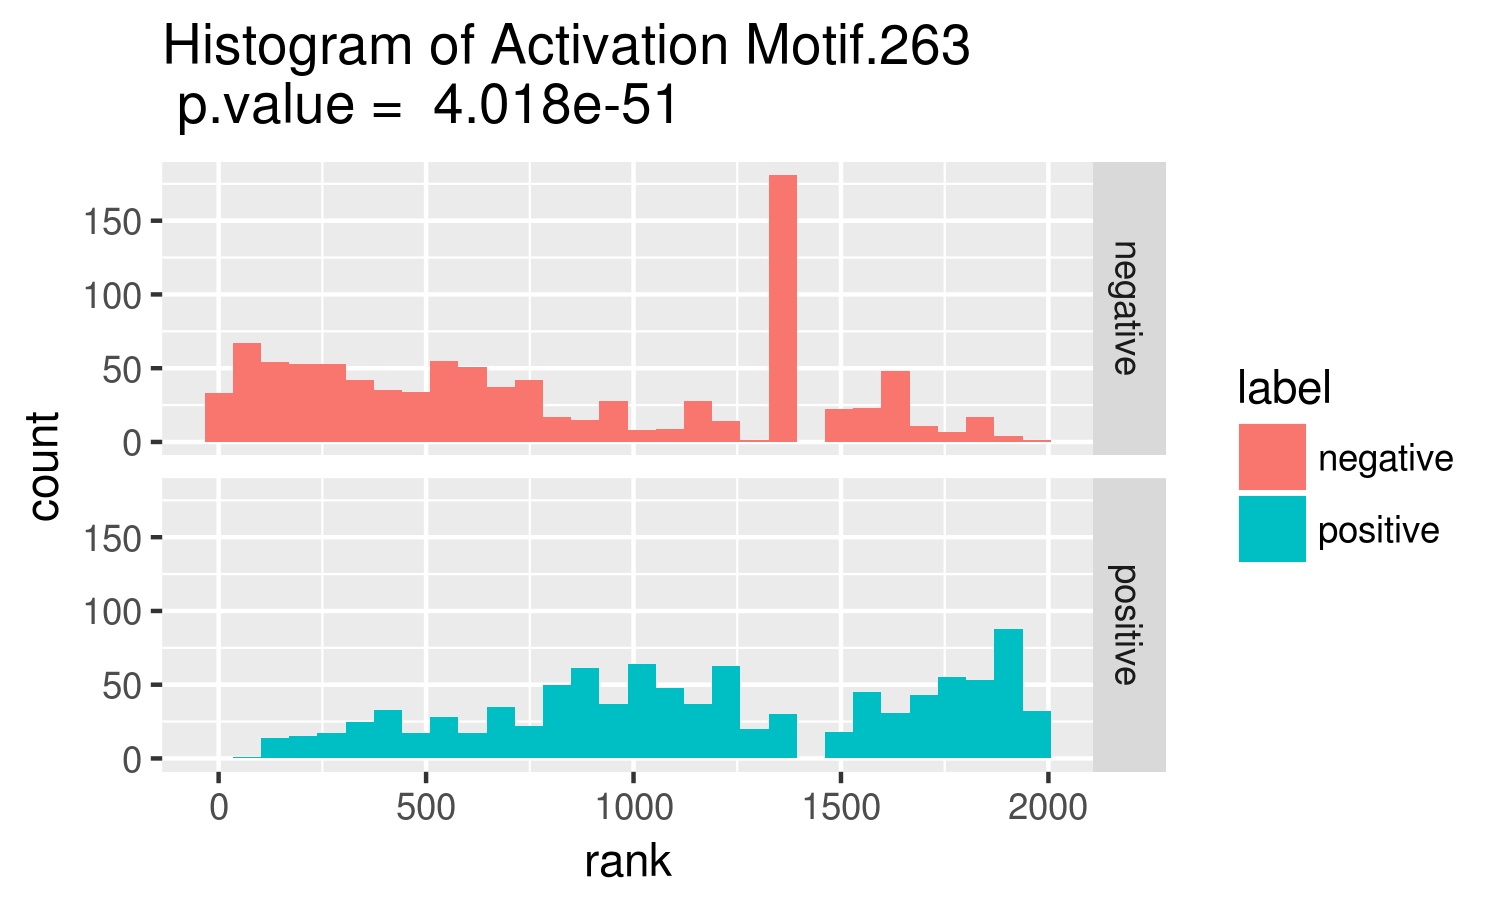 Histogram of Activation Motif.263
p.value =  4.018e-51
150
100
50
0
negative
150
100
50
0
positive
0 500 1000 1500 2000
rank
count
label
negative
positive